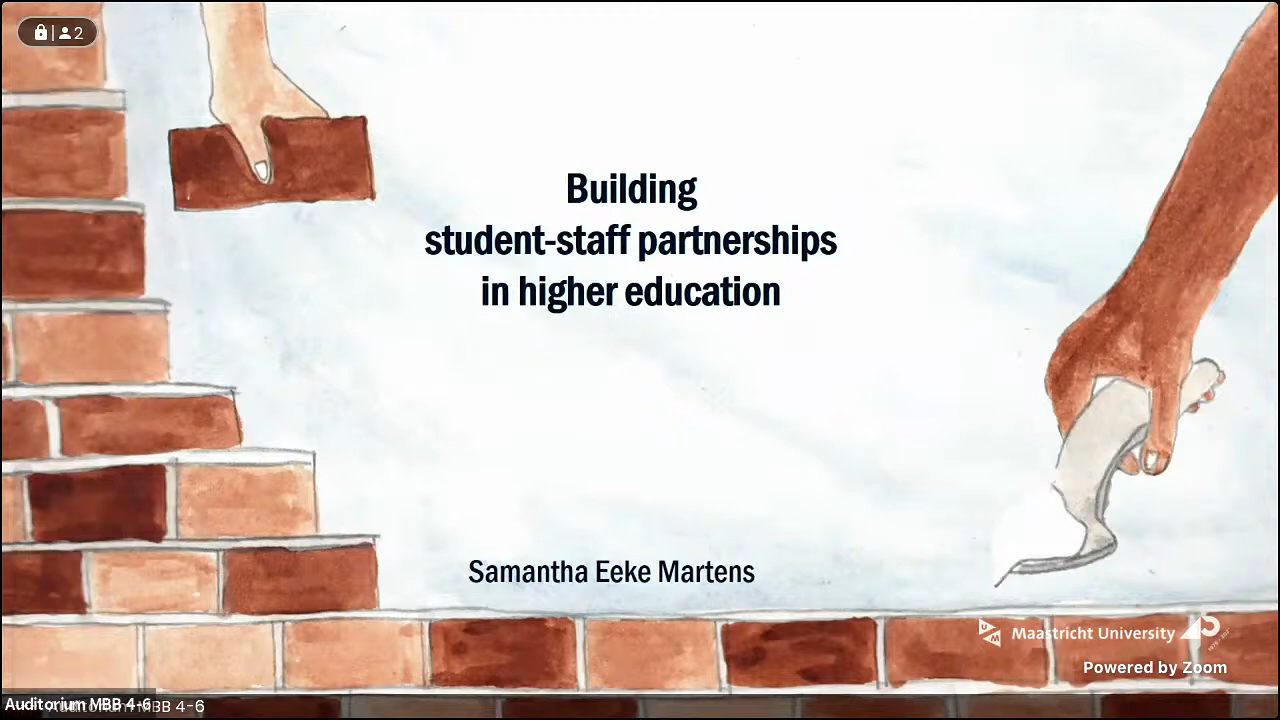 2
Building
student-staff partnerships
in higher education
Samantha Eeke Martens
UM Maastricht University
Powered by Zoom
Auditorium MBB 4-6